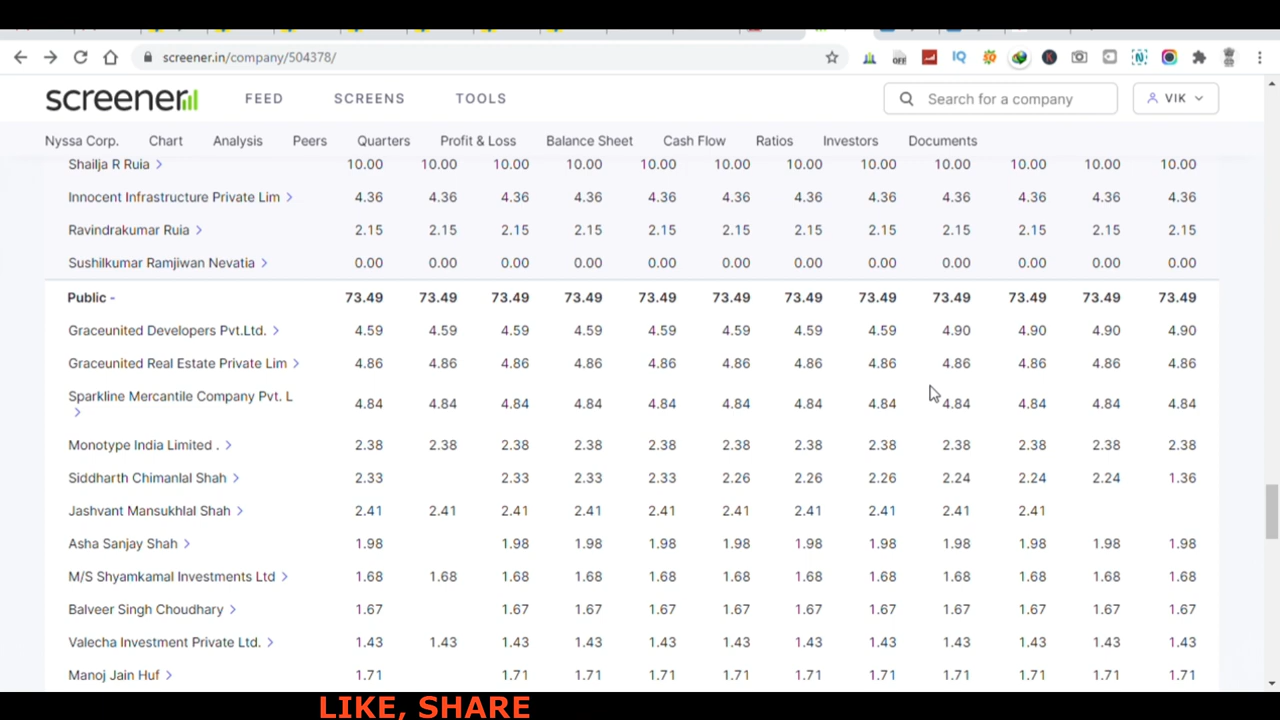 screener.in/company/504378/
OFF
IQ
screener
FEED SCREENS TOOLS
Search for a company
VIK
Nyssa Corp. Chart Analysis Peers Quarters Profit & Loss Balance Sheet Cash Flow Ratios Investors Documents
Shailja R Ruia > 10.00 10.00 10.00 10.00 10.00 10.00 10.00 10.00 10.00 10.00 10.00 10.00
Innocent Infrastructure Private Lim > 4.36 4.36 4.36 4.36 4.36 4.36 4.36 4.36 4.36 4.36 4.36 4.36
Ravindrakumar Ruia > 2.15 2.15 2.15 2.15 2.15 2.15 2.15 2.15 2.15 2.15 2.15 2.15
Sushilkumar Ramjiwan Nevatia > 0.00 0.00 0.00 0.00 0.00 0.00 0.00 0.00 0.00 0.00 0.00 0.00
Public - 73.49 73.49 73.49 73.49 73.49 73.49 73.49 73.49 73.49 73.49 73.49 73.49
Graceunited Developers Pvt.Ltd. > 4.59 4.59 4.59 4.59 4.59 4.59 4.59 4.59 4.90 4.90 4.90 4.90
Graceunited Real Estate Private Lim > 4.86 4.86 4.86 4.86 4.86 4.86 4.86 4.86 4.86 4.86 4.86 4.86
Sparkline Mercantile Company Pvt. L > 4.84 4.84 4.84 4.84 4.84 4.84 4.84 4.84 4.84 4.84 4.84 4.84
Monotype India Limited . > 2.38 2.38 2.38 2.38 2.38 2.38 2.38 2.38 2.38 2.38 2.38 2.38
Siddharth Chimanlal Shah > 2.33 2.33 2.33 2.33 2.26 2.26 2.26 2.24 2.24 2.24 1.36
Jashvant Mansukhlal Shah > 2.41 2.41 2.41 2.41 2.41 2.41 2.41 2.41 2.41 2.41
Asha Sanjay Shah > 1.98 1.98 1.98 1.98 1.98 1.98 1.98 1.98 1.98 1.98 1.98
M/S Shyamkamal Investments Ltd > 1.68 1.68 1.68 1.68 1.68 1.68 1.68 1.68 1.68 1.68 1.68 1.68
Balveer Singh Choudhary > 1.67 1.67 1.67 1.67 1.67 1.67 1.67 1.67 1.67 1.67 1.67
Valecha Investment Private Ltd. > 1.43 1.43 1.43 1.43 1.43 1.43 1.43 1.43 1.43 1.43 1.43 1.43
Manoj Jain Huf > 1.71 1.71 1.71 1.71 1.71 1.71 1.71 1.71 1.71 1.71 1.71
LIKE, SHARE